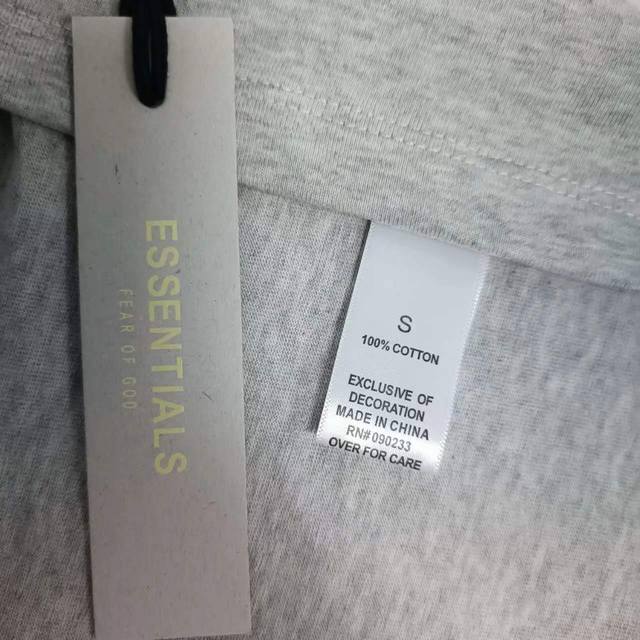 ESSENTIALS
FEAR OF GOD
S
100% COTTON
EXCLUSIVE OF
DECORATION
MADE IN CHINA
RN# 090233
OVER FOR CARE